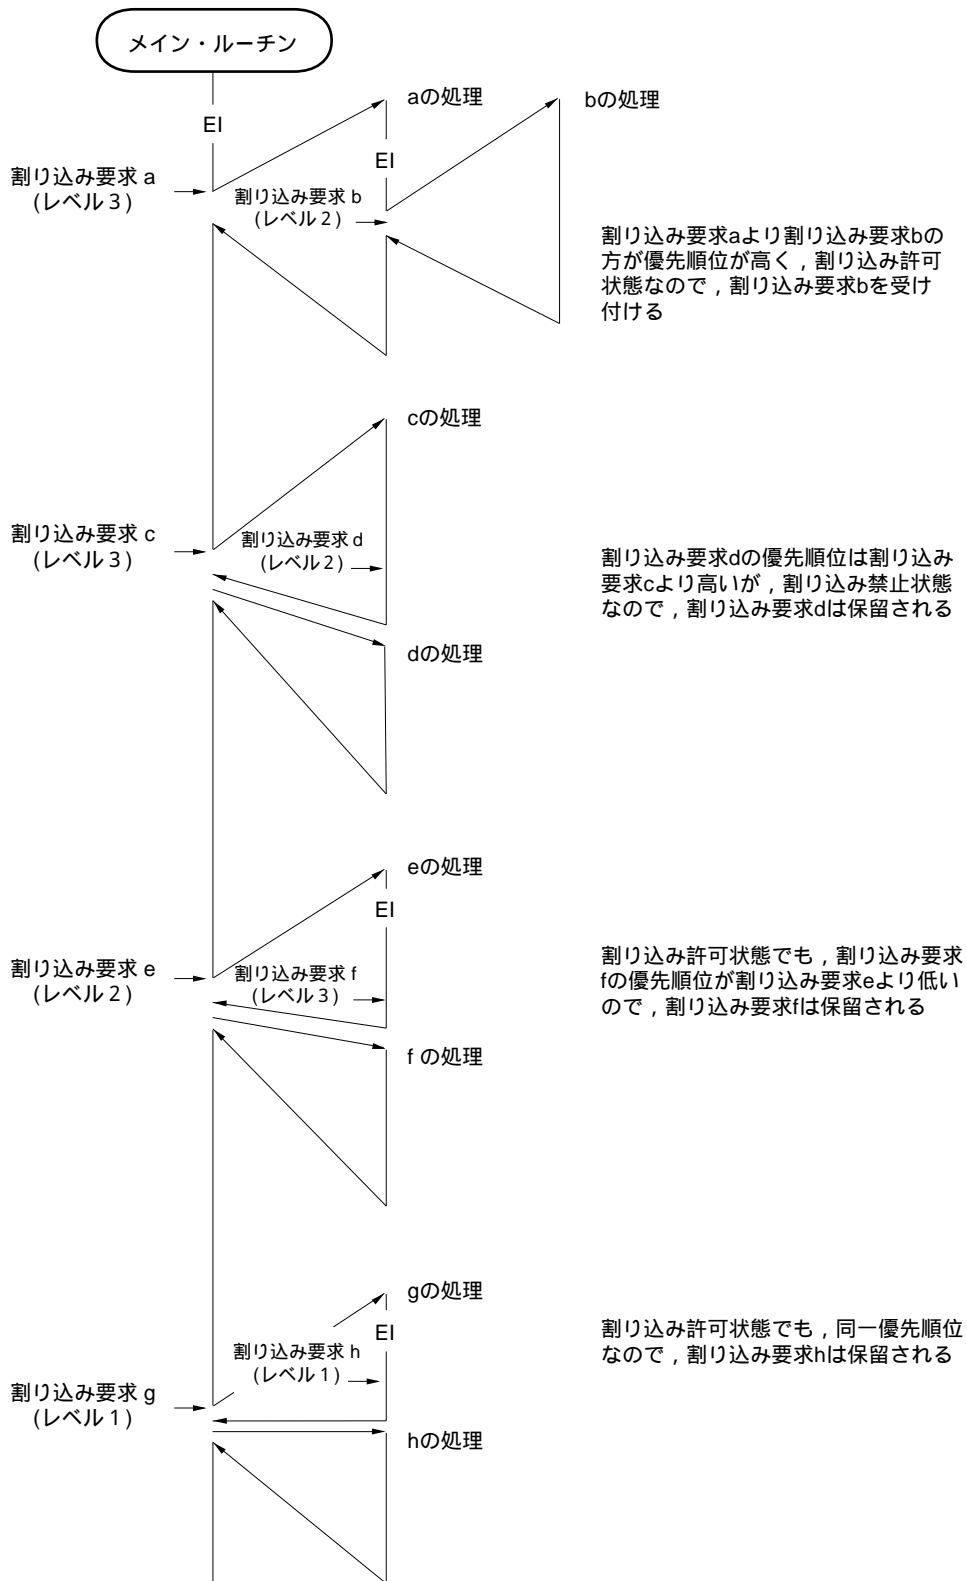 メイン・ルーチン
EI
aの処理
bの処理
EI
割り込み要求 a
(レベル3)
割り込み要求 b
(レベル2)
割り込み要求aより割り込み要求bの
方が優先順位が高く，割り込み許可
状態なので，割り込み要求bを受け
付ける
cの処理
割り込み要求 c
(レベル3)
割り込み要求 d
(レベル2)
割り込み要求dの優先順位は割り込み
要求cより高いが，割り込み禁止状態
なので，割り込み要求dは保留される
dの処理
eの処理
EI
割り込み要求 e
(レベル2)
割り込み要求 f
(レベル3)
割り込み許可状態でも，割り込み要求
fの優先順位が割り込み要求eより低い
ので，割り込み要求fは保留される
f の処理
gの処理
EI
割り込み要求 h
(レベル1)
割り込み許可状態でも，同一優先順位
なので，割り込み要求hは保留される
割り込み要求 g
(レベル1)
hの処理